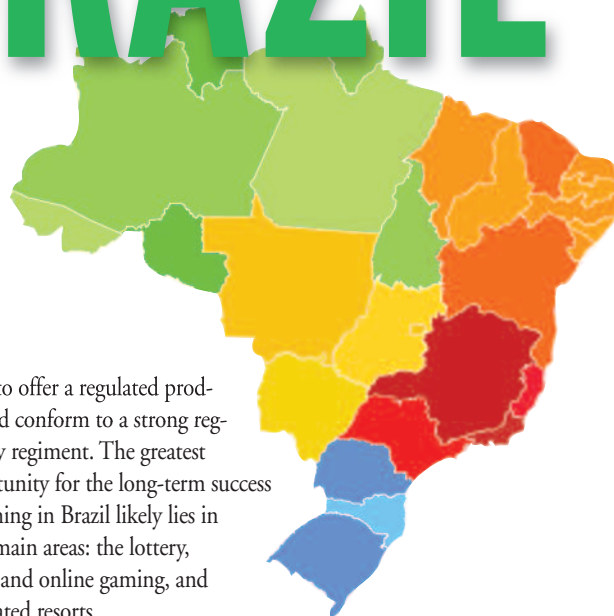 RAZIL
to offer a regulated prod-
d conform to a strong reg-
y regiment. The greatest
tunity for the long-term success
ning in Brazil likely lies in
main areas: the lottery,
and online gaming, and
ated resorts.